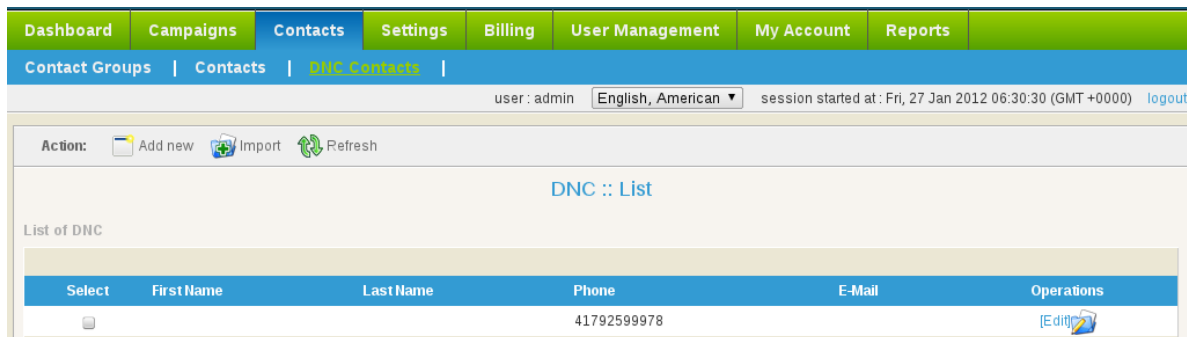 Dashboard Campaigns Contacts Settings Billing User Management My Account Reports
Contact Groups | Contacts | DNC Contacts |
user : admin English, American ▼ session started at : Fri, 27 Jan 2012 06:30:30 (GMT +0000) logout
Action: Add new Import Refresh
DNC :: List
List of DNC
Select First Name Last Name Phone E-Mail Operations
41792599978 [Edit]